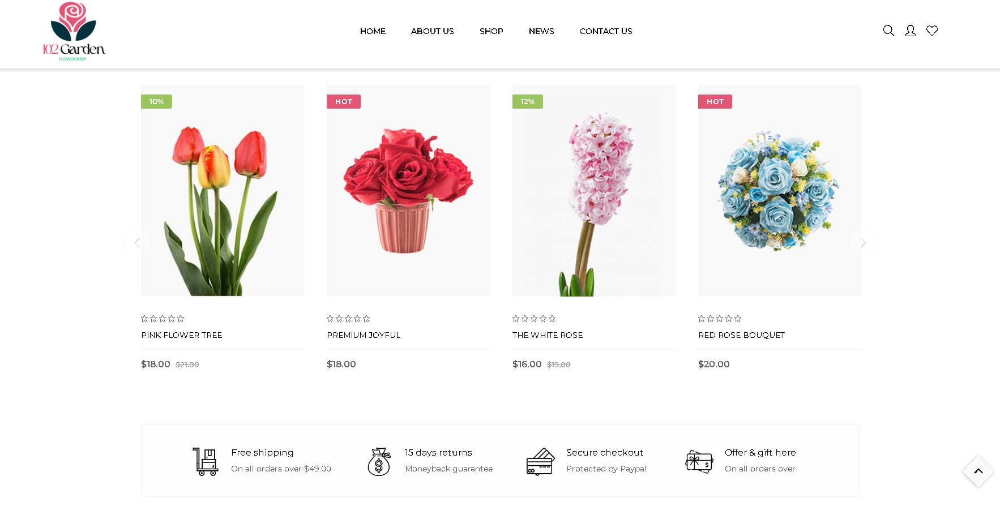 102 Garden
FLOWER SHOP
HOME ABOUT US SHOP NEWS CONTACT US
10%
HOT
12%
HOT
PINK FLOWER TREE
PREMIUM JOYFUL
THE WHITE ROSE
RED ROSE BOUQUET
$18.00 $21.00
$18.00
$16.00 $19.00
$20.00
Free shipping
On all orders over $49.00
15 days returns
Moneyback guarantee
Secure checkout
Protected by Paypal
Offer & gift here
On all orders over